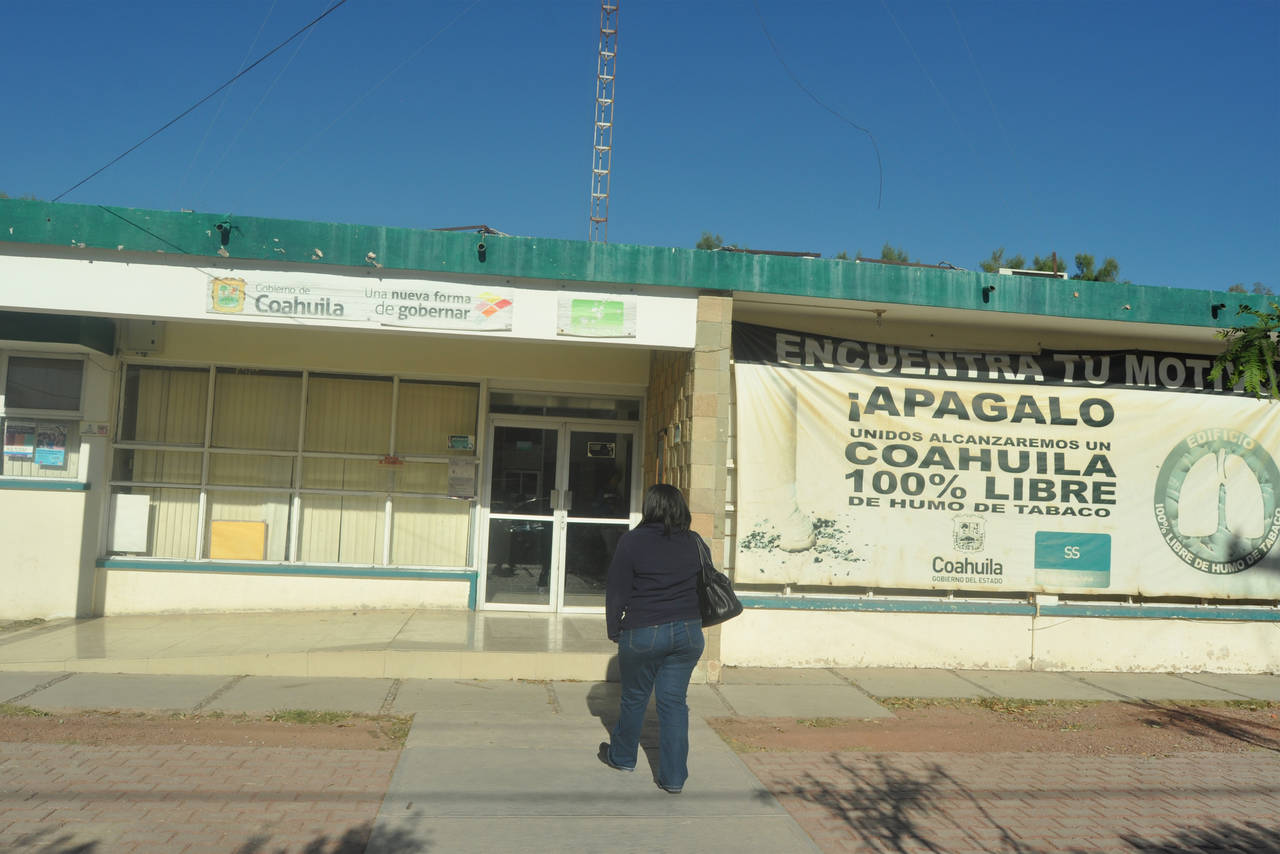 Gobierno de
Coahuila
Una nueva forma
de gobernar
ENCUENTRA TU MOTIV
¡APAGALO
UNIDOS ALCANZAREMOS UN
COAHUILA
100% LIBRE
DE HUMO DE TABACO
Coahuila
GOBIERNO DEL ESTADO
SS
EDIFICIO
100% LIBRE DE HUMO DE TABACO